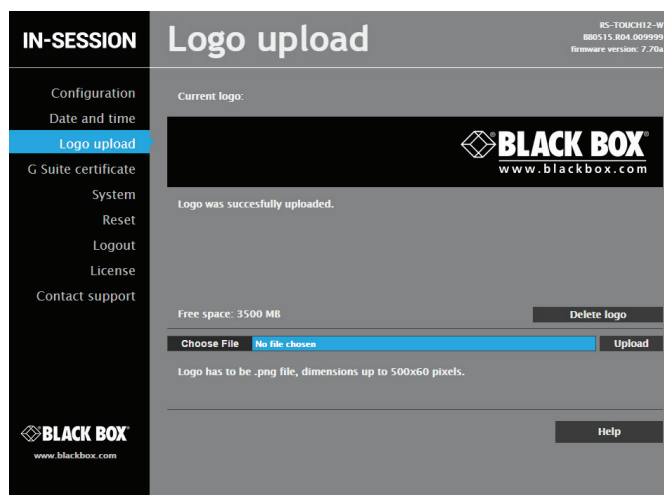 IN-SESSION
Logo upload
RS-TOUCH12-W
BB0515.R04.009999
firmware version: 7.70a
Configuration
Date and time
Logo upload
G Suite certificate
System
Reset
Logout
License
Contact support
BLACK BOX®
www.blackbox.com
Current logo:
BLACK BOX®
www.blackbox.com
Logo was succesfully uploaded.
Free space: 3500 MB
Delete logo
Choose File No file chosen Upload
Logo has to be .png file, dimensions up to 500x60 pixels.
Help